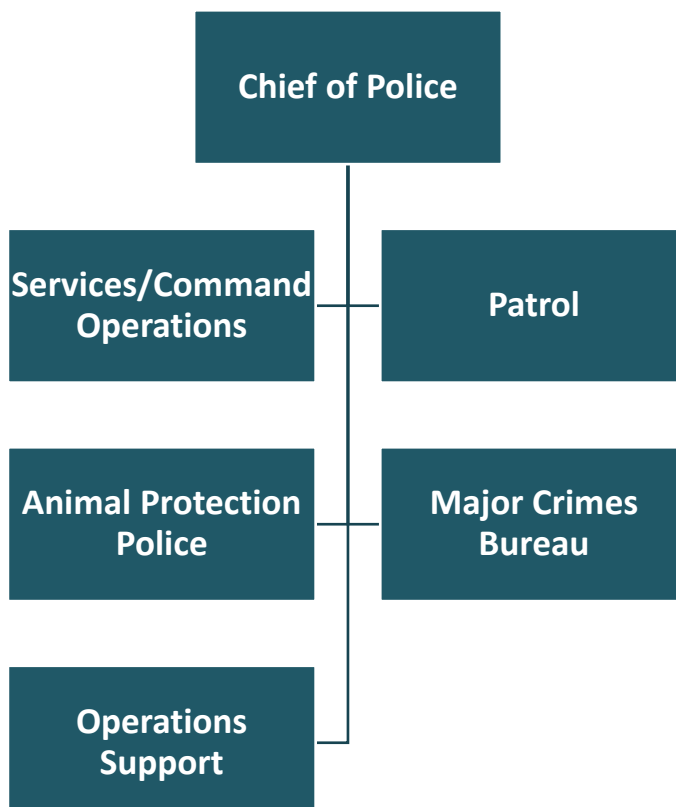 Chief of Police
Services/Command
Operations
Patrol
Animal Protection
Police
Major Crimes
Bureau
Operations
Support